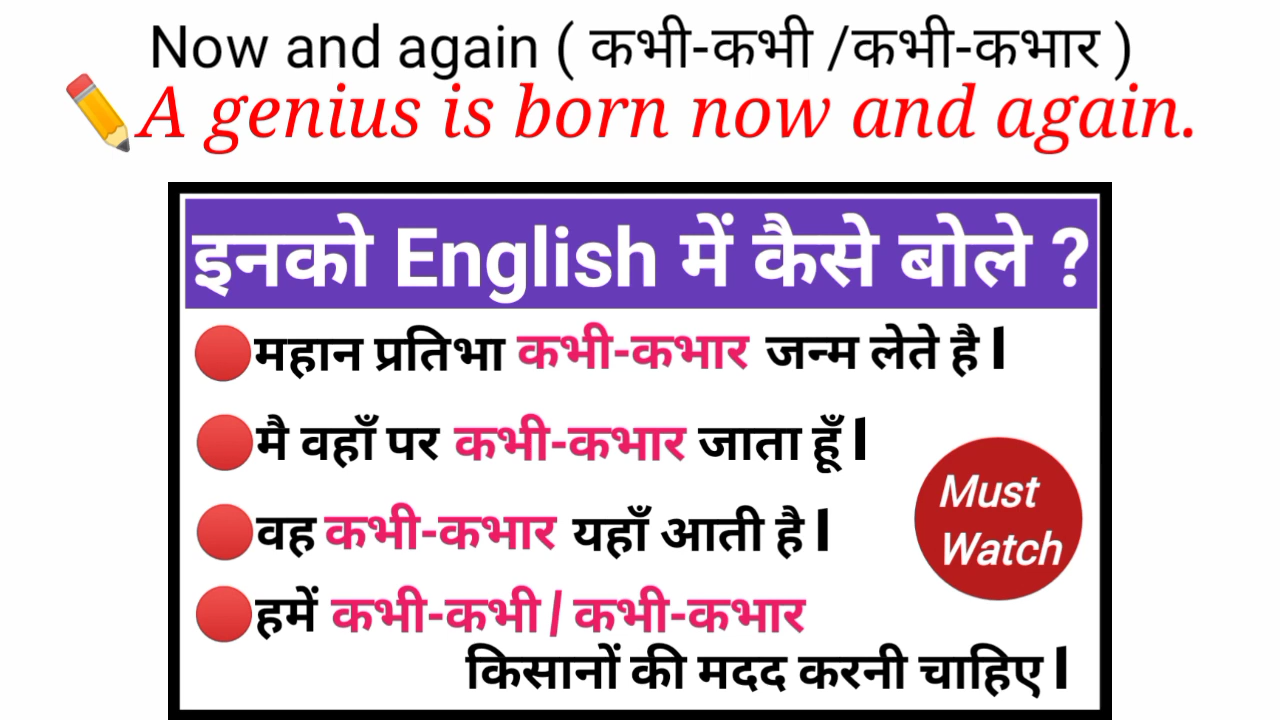 Now and again ( कभी-कभी /कभी-कभार )
A genius is born now and again.
इनको English में कैसे बोले ?
महान प्रतिभा कभी-कभार जन्म लेते है l
मै वहाँ पर कभी-कभार जाता हूँ l
वह कभी-कभार यहाँ आती है l
Must
Watch
हमें कभी-कभी / कभी-कभार
किसानों की मदद करनी चाहिए l